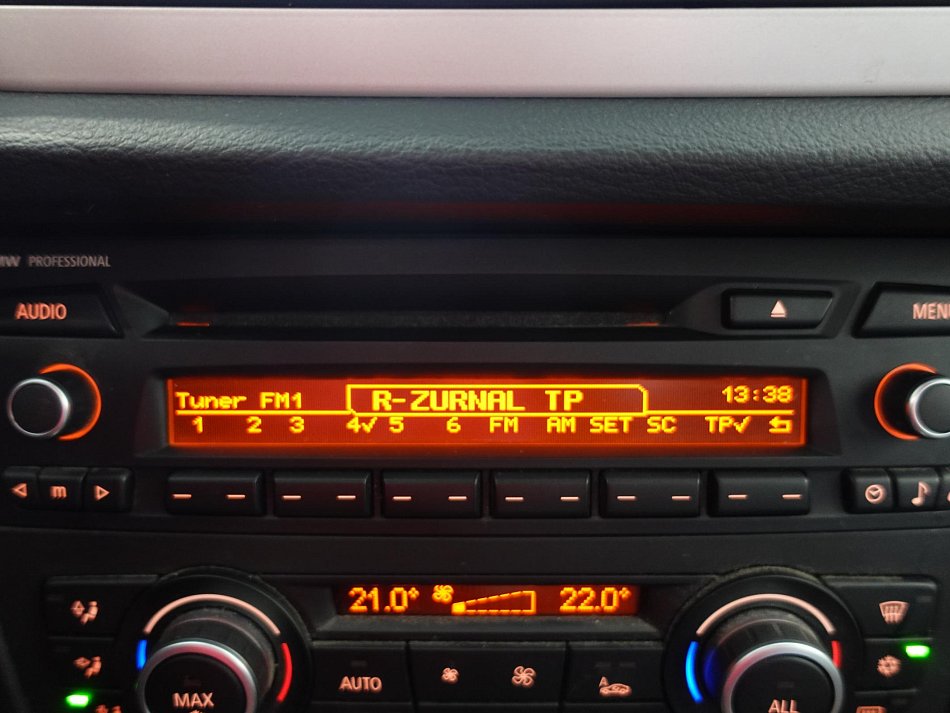 PROFESSIONAL
AUDIO
MENU
Tuner FM1 R-ZURNAL TP 13:38
1 2 3 4✓ 5 6 FM AM SET SC TP✓
m
21.0° 22.0°
AUTO
MAX
A
ALL